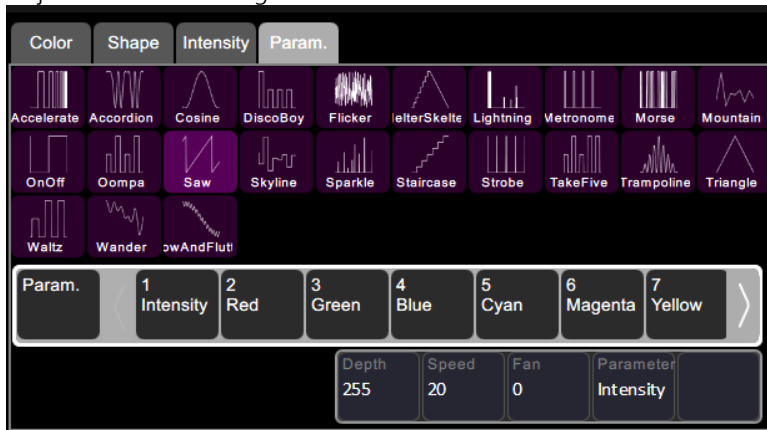 Color Shape Intensity Param.
Accelerate Accordion Cosine DiscoBoy Flicker elterSkelte Lightning Metronome Morse Mountain
OnOff Oompa Saw Skyline Sparkle Staircase Strobe TakeFive Trampoline Triangle
Waltz Wander owAndFlutt
Param. 1 2 3 4 5 6 7
Intensity Red Green Blue Cyan Magenta Yellow
Depth Speed Fan Parameter
255 20 0 Intensity